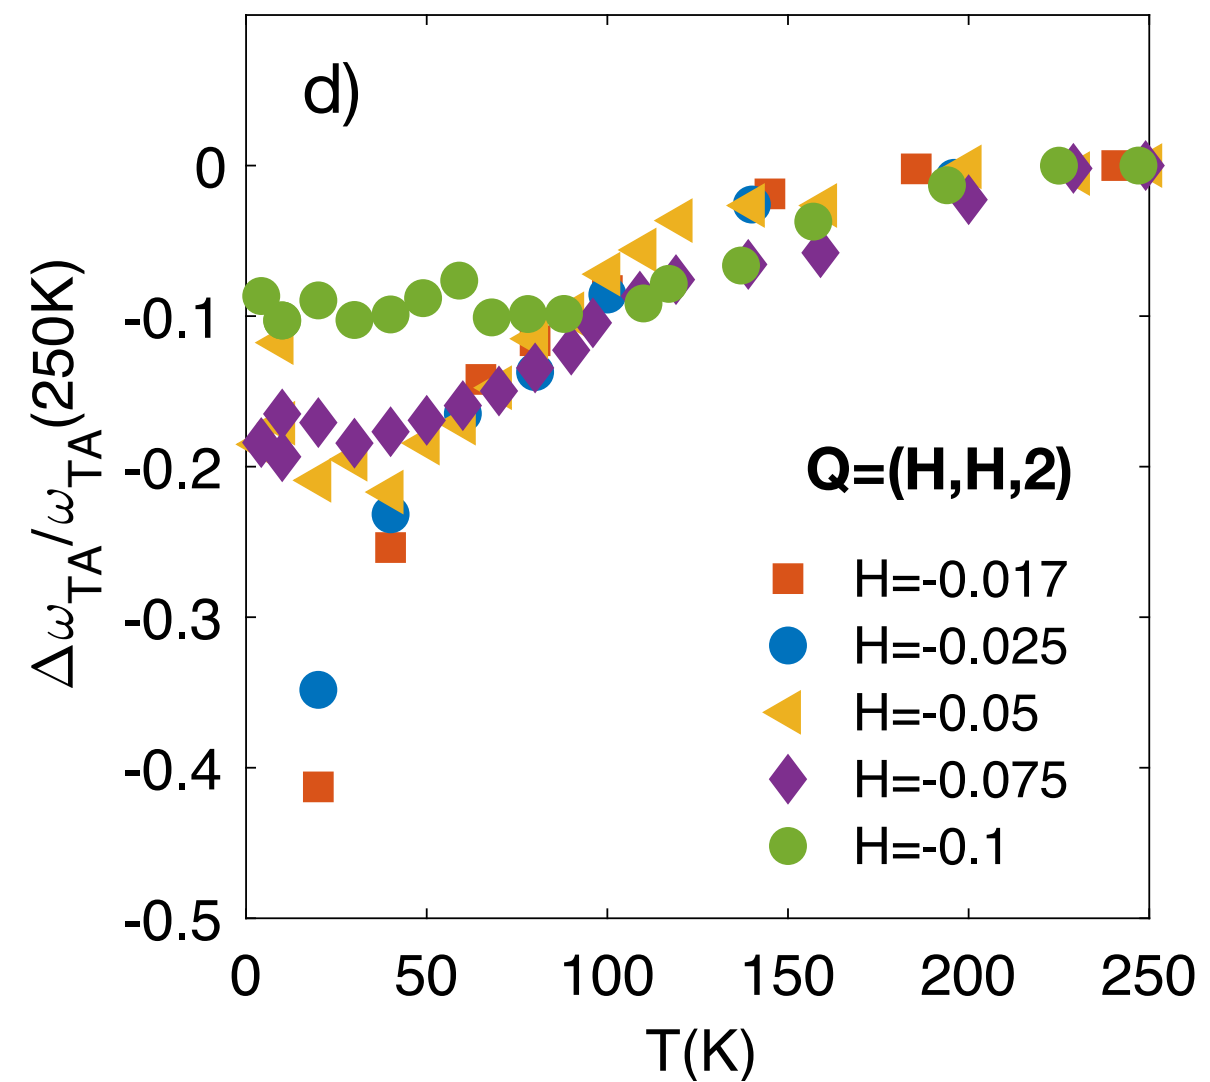 d)
0
-0.1
-0.2
-0.3
-0.4
-0.5
Δω_TA/ω_TA(250K)
Q=(H,H,2)
H=-0.017
H=-0.025
H=-0.05
H=-0.075
H=-0.1
0 50 100 150 200 250
T(K)